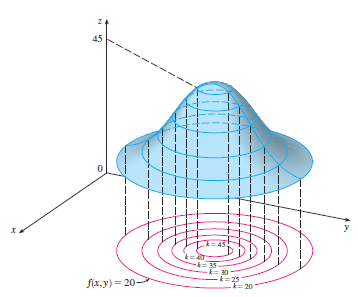 z
45
0
x
y
k=45
k=40
k=35
k=30
k=25
k=20
f(x, y) = 20